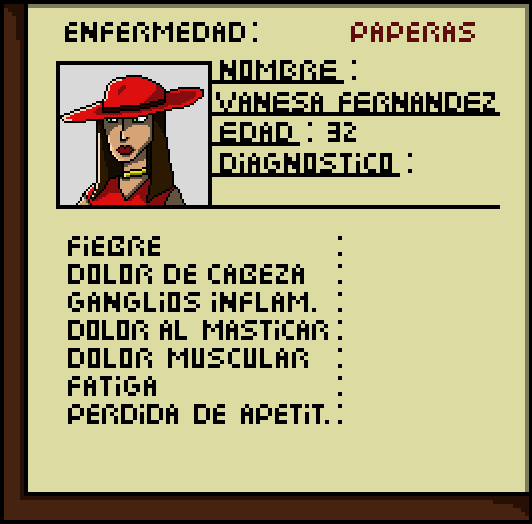 ENFERMEDAD: PAPERAS
NOMBRE :
VANESA FERNANDEZ
EDAD : 32
DiAGNOSTiCO :
FiEBRE :
DOLOR DE CABEZA :
GANGLiOS iNFLAM. :
DOLOR AL MASTiCAR :
DOLOR MUSCULAR :
FATiGA :
PERDiDA DE APETiT. :